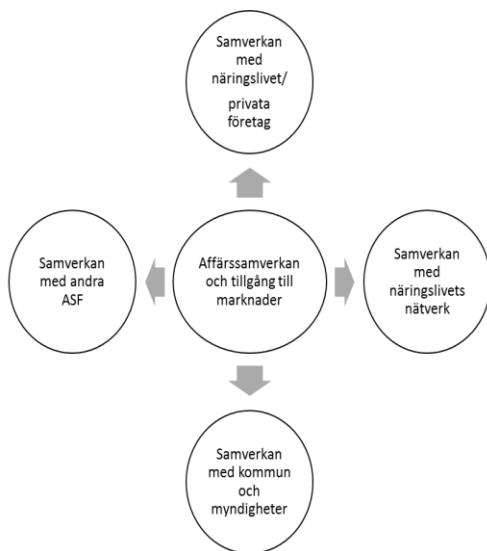 Samverkan
med
näringslivet/
privata
företag
Samverkan
med andra
ASF
Affärssamverkan
och tillgång till
marknader
Samverkan
med
näringslivets
nätverk
Samverkan
med kommun
och
myndigheter